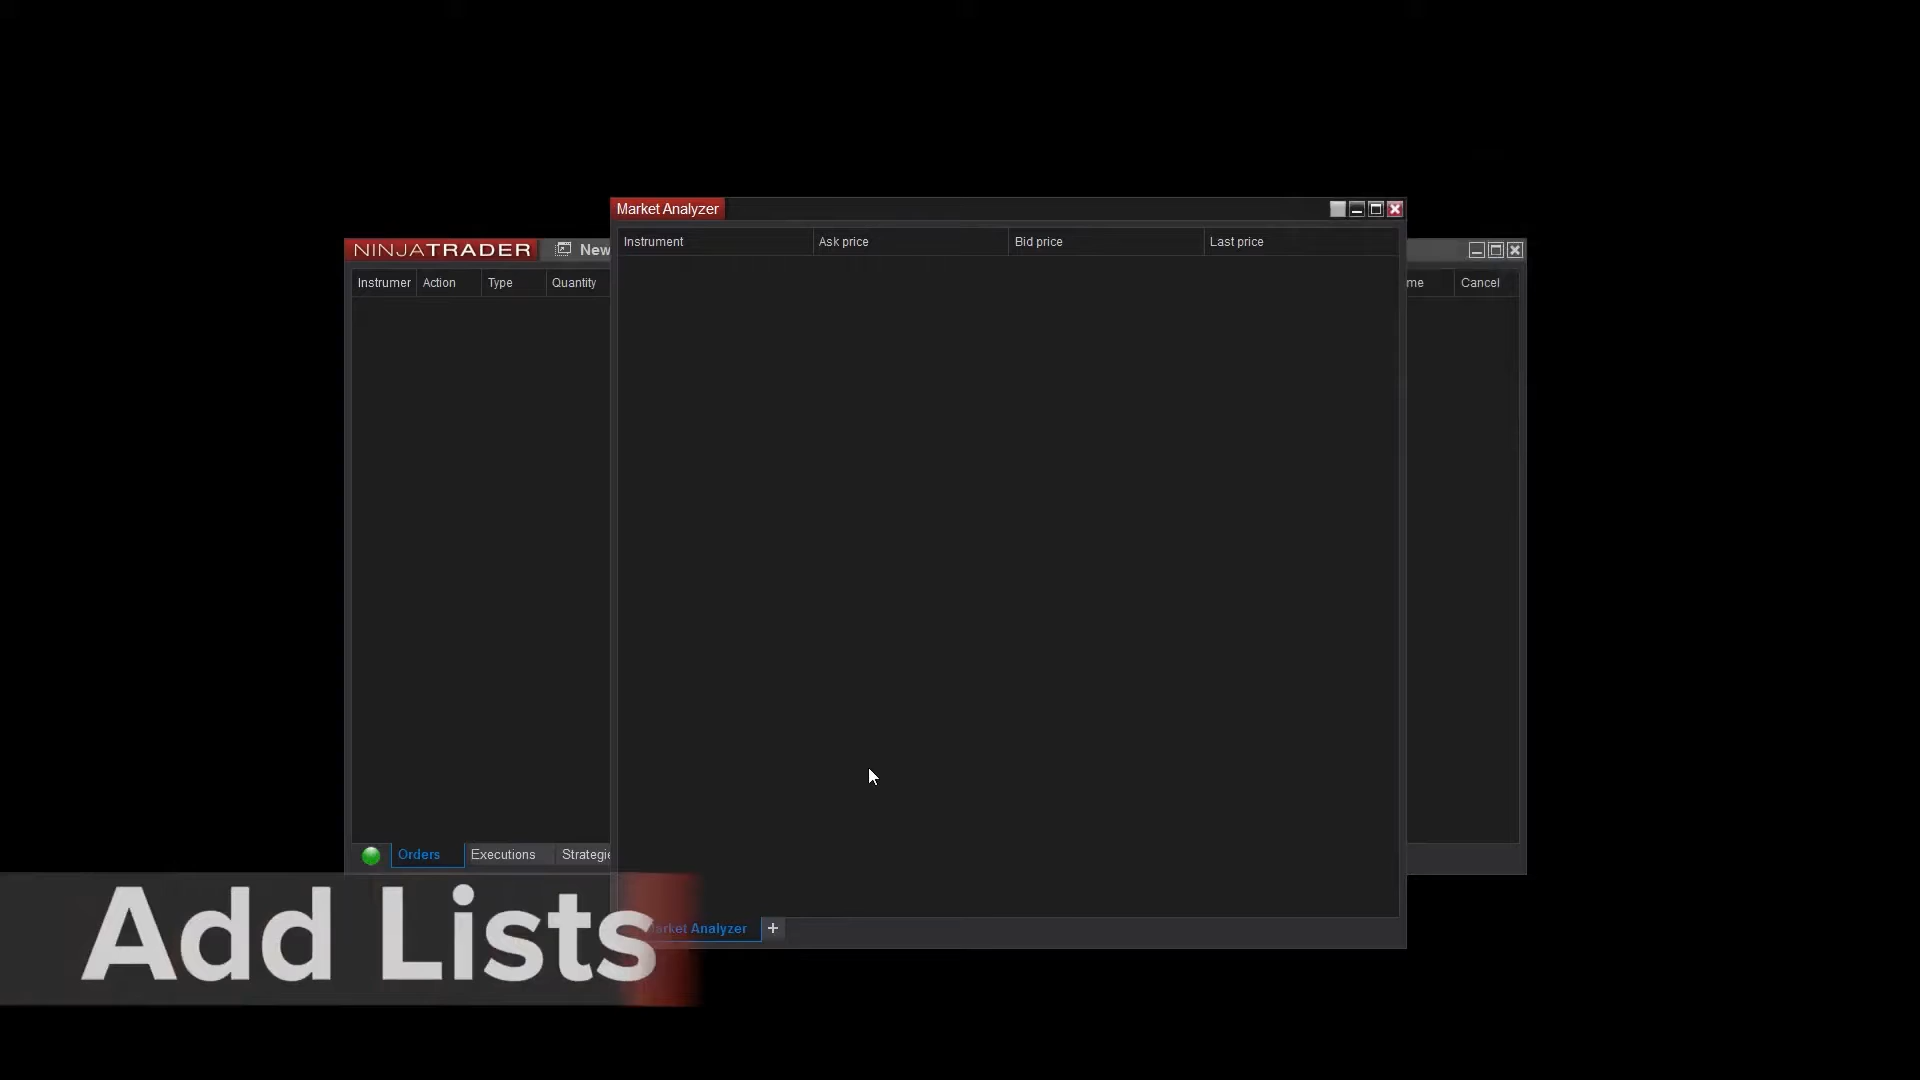 Market Analyzer
Instrument Ask price Bid price Last price
NINJATRADER New
Instrumer Action Type Quantity me Cancel
Orders Executions Strategie
Add Lists
arket Analyzer +